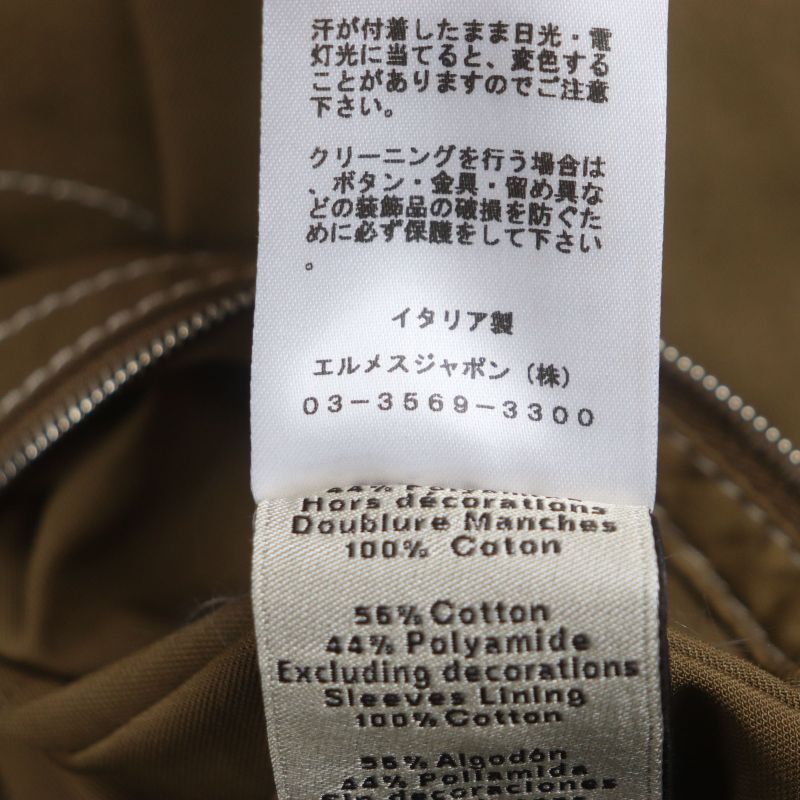 汗が付着したまま日光・電
灯光に当てると、変色する
ことがありますのでご注意
下さい。
クリーニングを行う場合は
、ボタン・金具・留め具な
どの装飾品の破損を防ぐた
めに必ず保護をして下さい
。
イタリア製
エルメスジャポン（株）
03-3569-3300
44% Polyamide
Hors décorations
Doublure Manches
100% Coton
56% Cotton
44% Polyamide
Excluding decorations
Sleeves Lining
100% Cotton
56% Algodón
44% Poliamida
Sin decoraciones